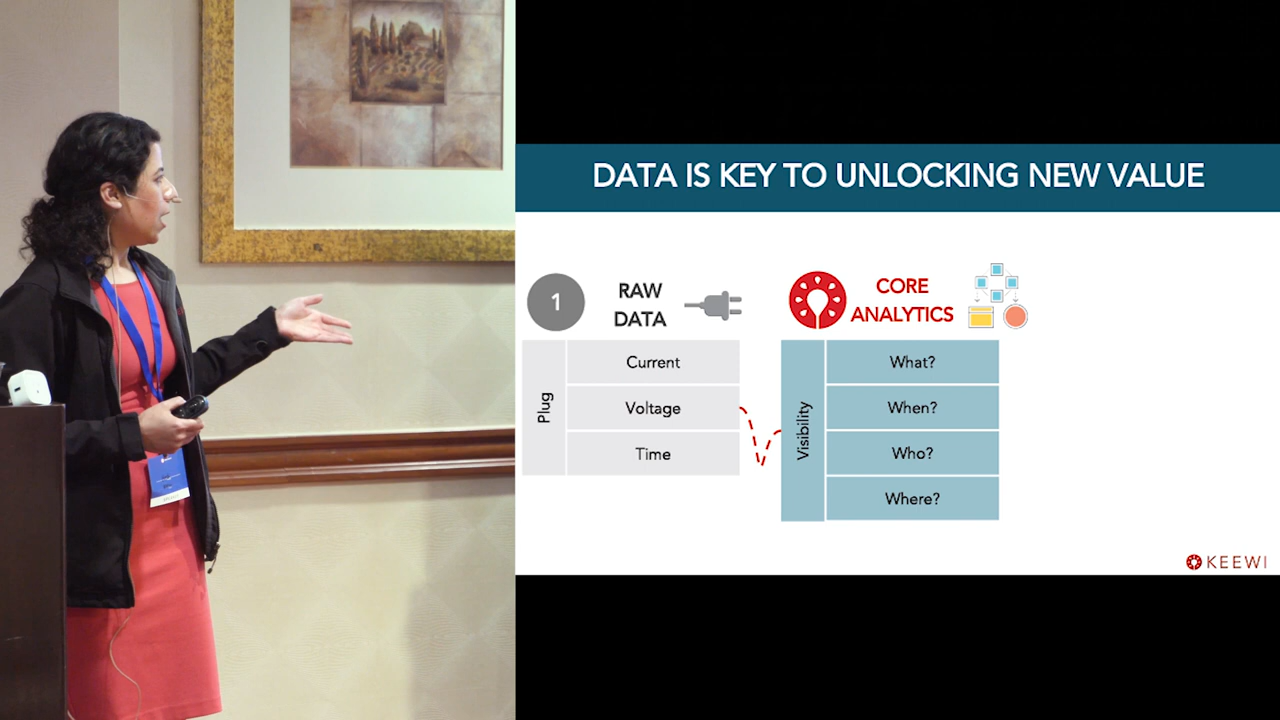 DATA IS KEY TO UNLOCKING NEW VALUE
1
RAW
DATA
CORE
ANALYTICS
Plug
Current
Voltage
Time
Visibility
What?
When?
Who?
Where?
KEEWI